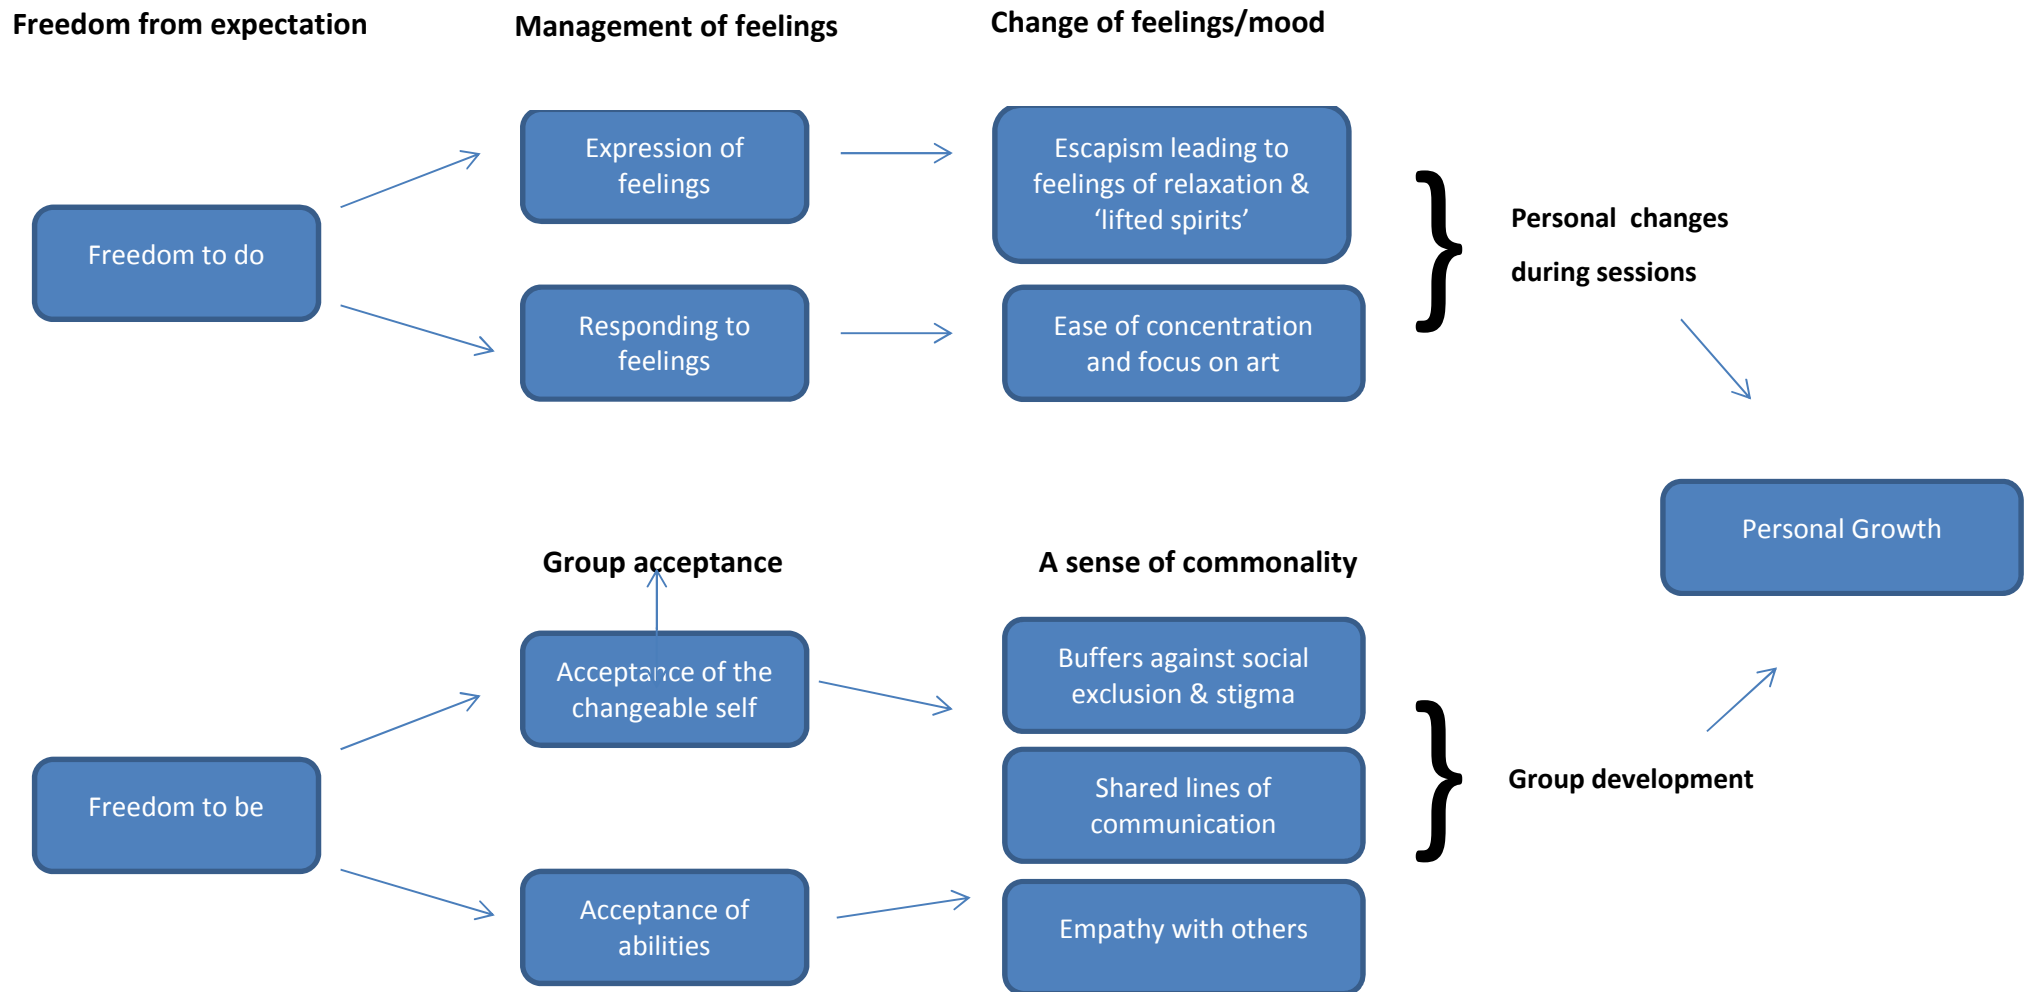 Freedom from expectation
Management of feelings
Change of feelings/mood
Freedom to do
Expression of
feelings
Responding to
feelings
Escapism leading to
feelings of relaxation &
‘lifted spirits’
Ease of concentration
and focus on art
}
Personal changes
during sessions
Personal Growth
Group acceptance
A sense of commonality
Freedom to be
Acceptance of the
changeable self
Acceptance of
abilities
Buffers against social
exclusion & stigma
Shared lines of
communication
Empathy with others
}
Group development